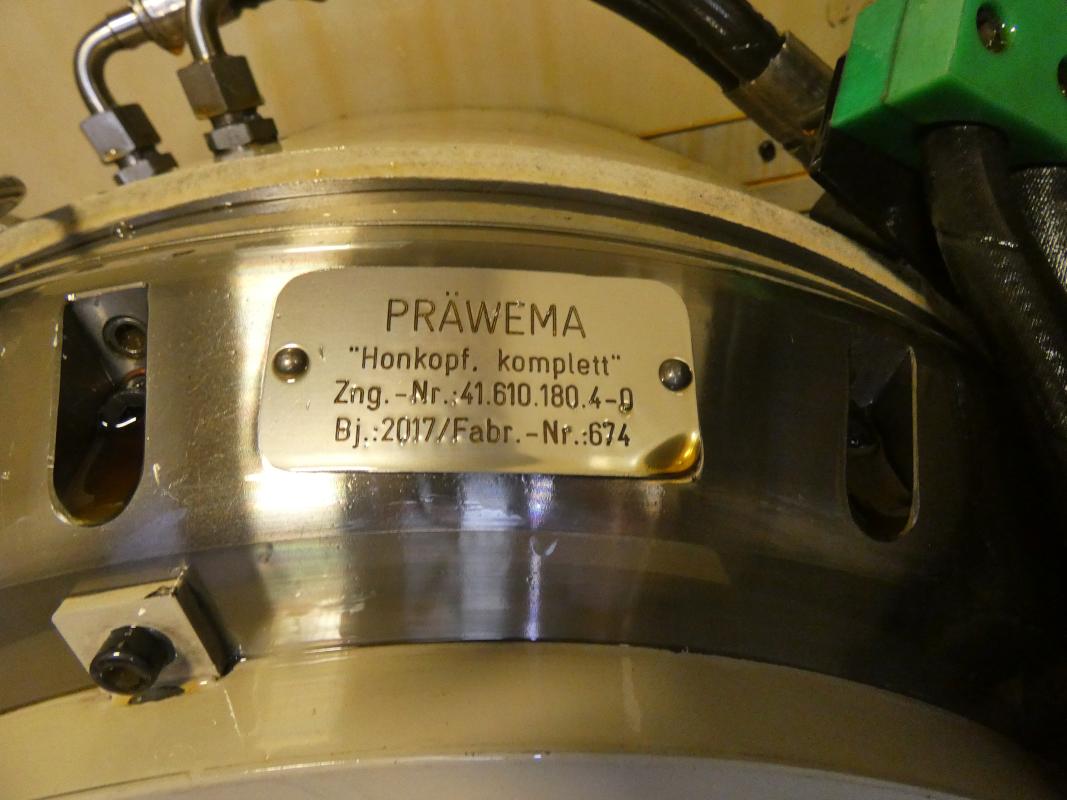 PRÄWEMA
"Honkopf. komplett"
Zng.-Nr.:41.610.180.4-0
Bj.:2017/Fabr.-Nr.:674